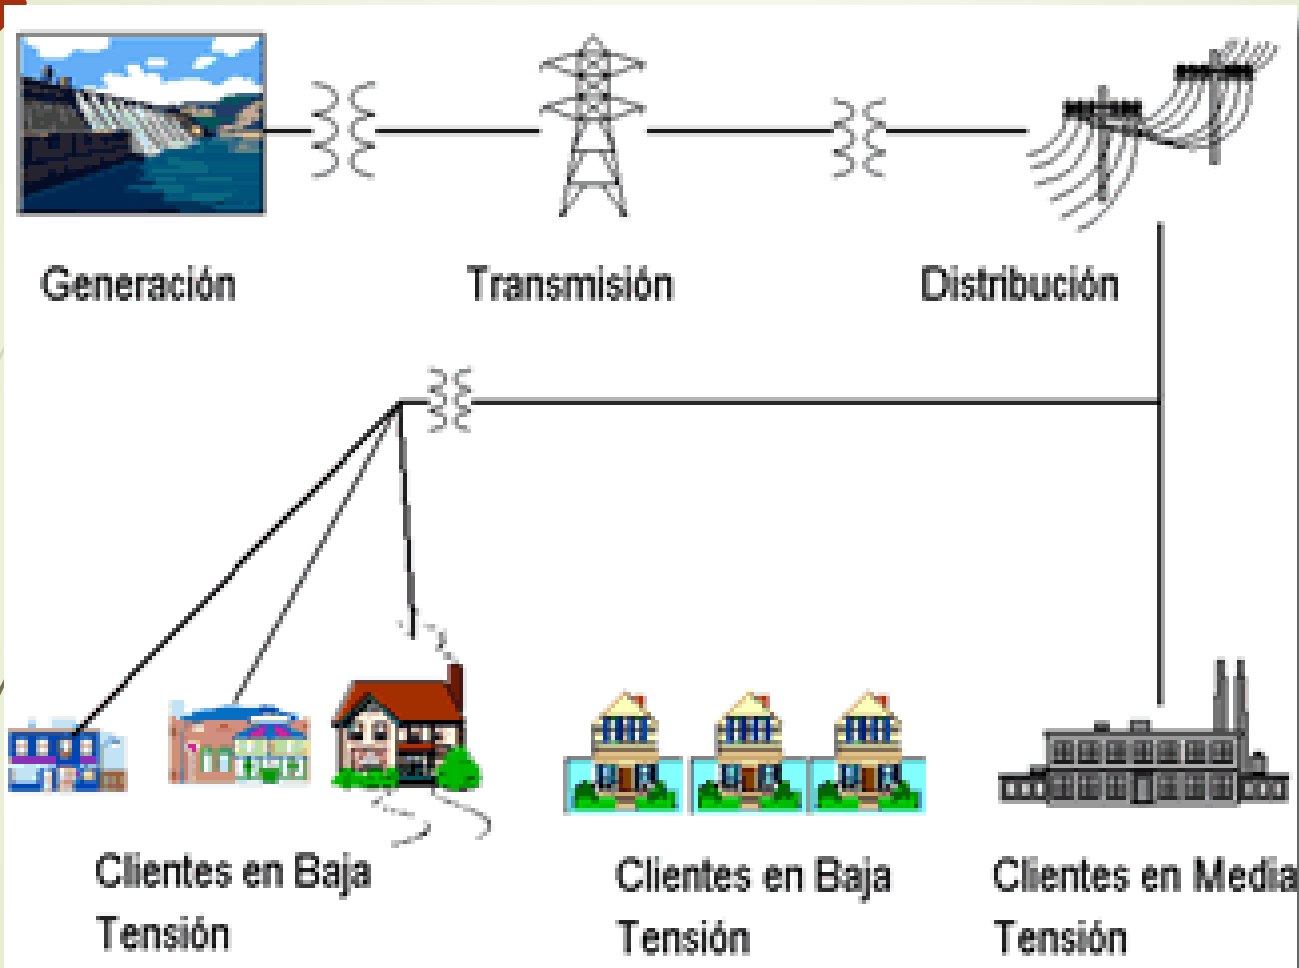 Generación
Transmisión
Distribución
Clientes en Baja
Tensión
Clientes en Baja
Tensión
Clientes en Media
Tensión